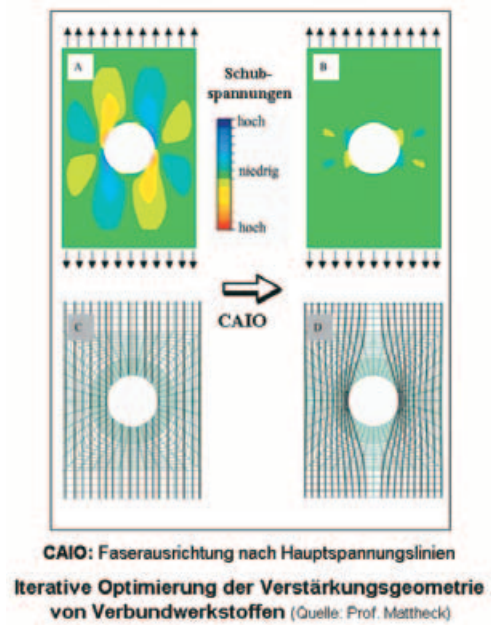 A
B
Schub-
spannungen
hoch
niedrig
hoch
CAIO
C
D
CAIO: Faserausrichtung nach Hauptspannungslinien
Iterative Optimierung der Verstärkungsgeometrie
von Verbundwerkstoffen (Quelle: Prof. Mattheck)